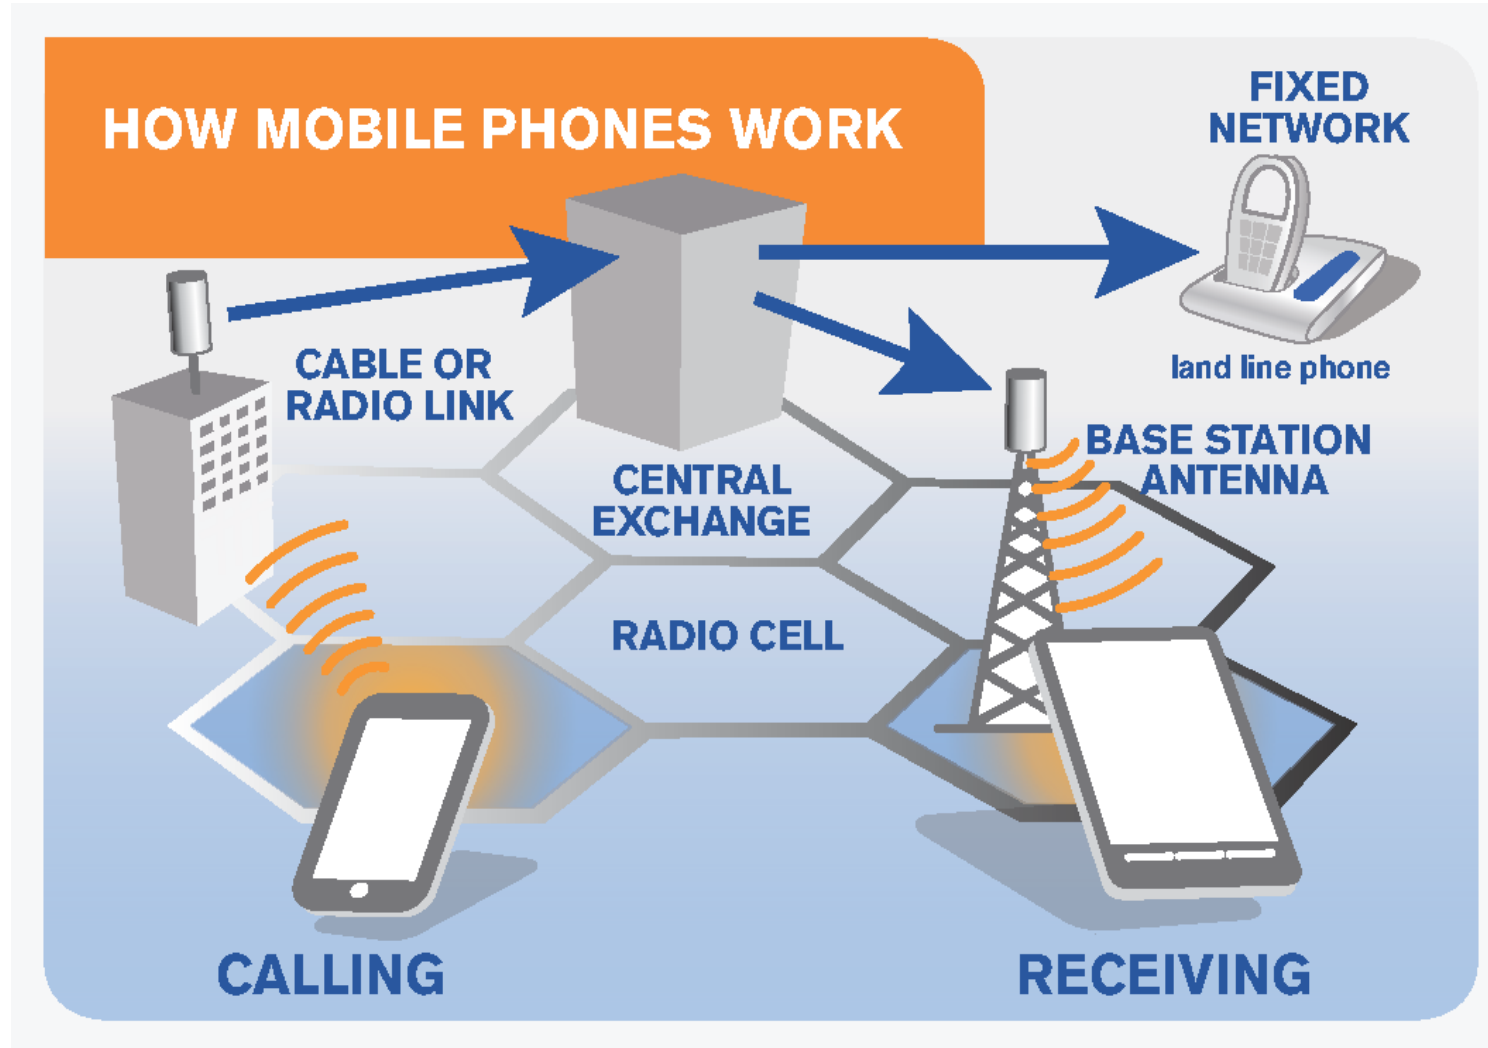 HOW MOBILE PHONES WORK
FIXED
NETWORK
land line phone
CABLE OR
RADIO LINK
CENTRAL
EXCHANGE
BASE STATION
ANTENNA
RADIO CELL
CALLING
RECEIVING